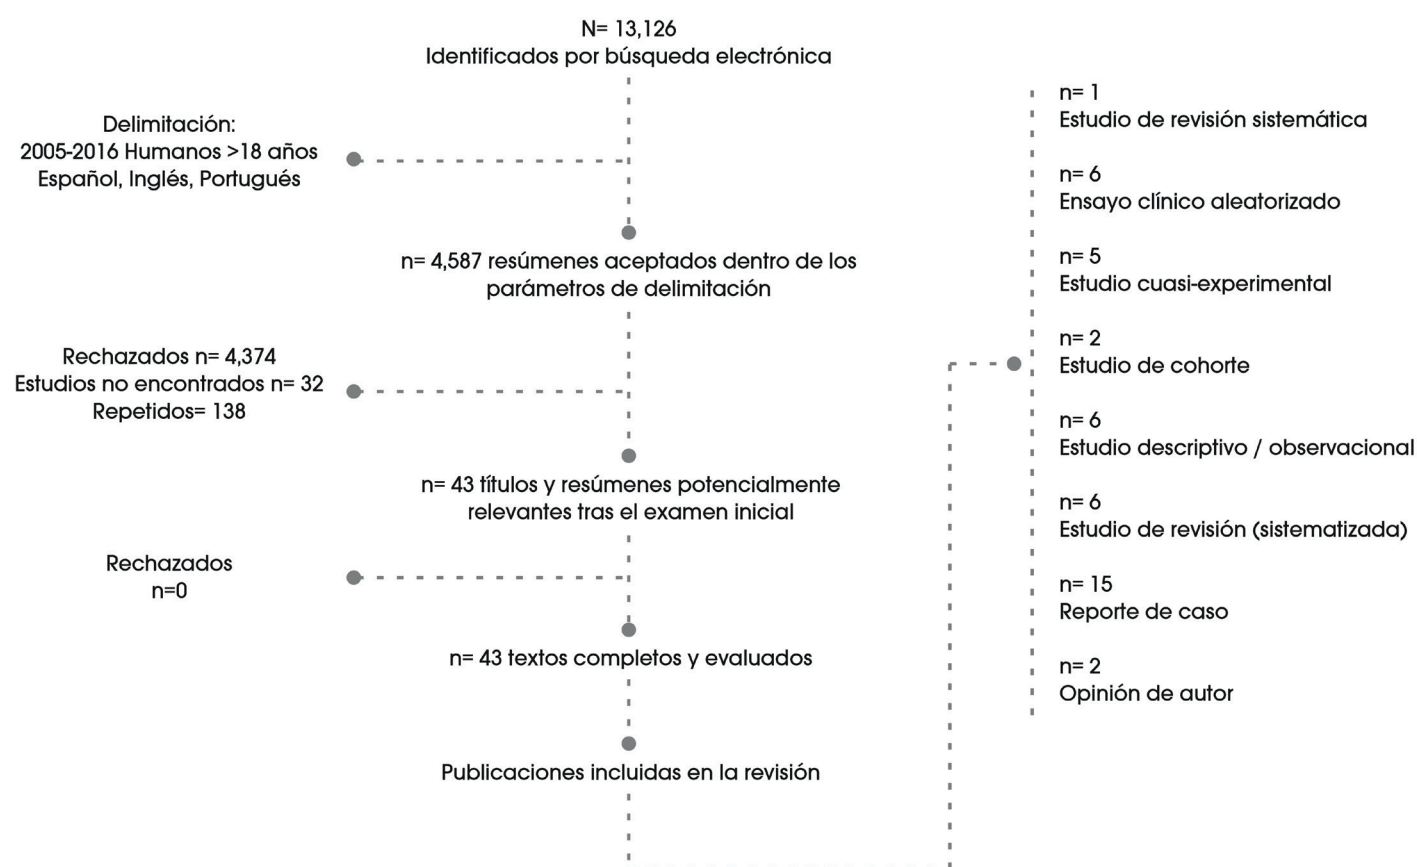 N= 13,126
Identificados por búsqueda electrónica
Delimitación:
2005-2016 Humanos >18 años
Español, Inglés, Portugués
n= 4,587 resúmenes aceptados dentro de los
parámetros de delimitación
Rechazados n= 4,374
Estudios no encontrados n= 32
Repetidos= 138
n= 43 títulos y resúmenes potencialmente
relevantes tras el examen inicial
Rechazados
n=0
n= 43 textos completos y evaluados
Publicaciones incluidas en la revisión
n= 1
Estudio de revisión sistemática
n= 6
Ensayo clínico aleatorizado
n= 5
Estudio cuasi-experimental
n= 2
Estudio de cohorte
n= 6
Estudio descriptivo / observacional
n= 6
Estudio de revisión (sistematizada)
n= 15
Reporte de caso
n= 2
Opinión de autor